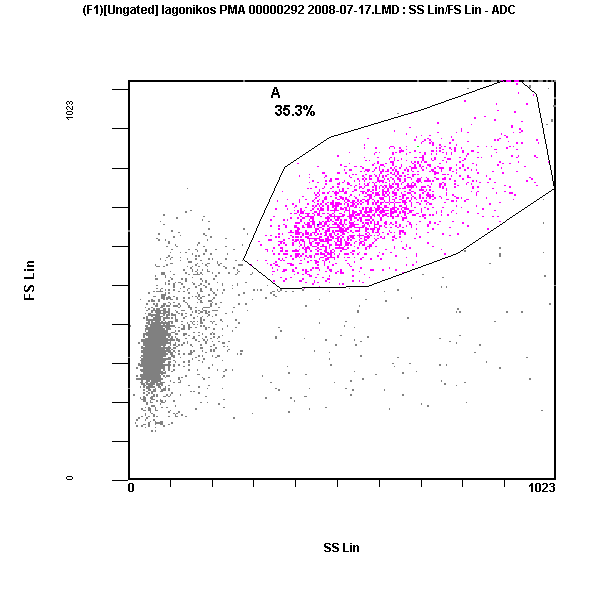 (F1)[Ungated] lagonikos PMA 00000292 2008-07-17.LMD : SS Lin/FS Lin - ADC
A
35.3%
1023
FS Lin
0
0
1023
SS Lin